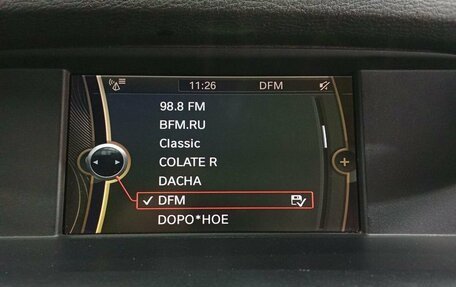 11:26 DFM
98.8 FM
BFM.RU
Classic
COLATE R
DACHA
DFM
DOPO*HOE